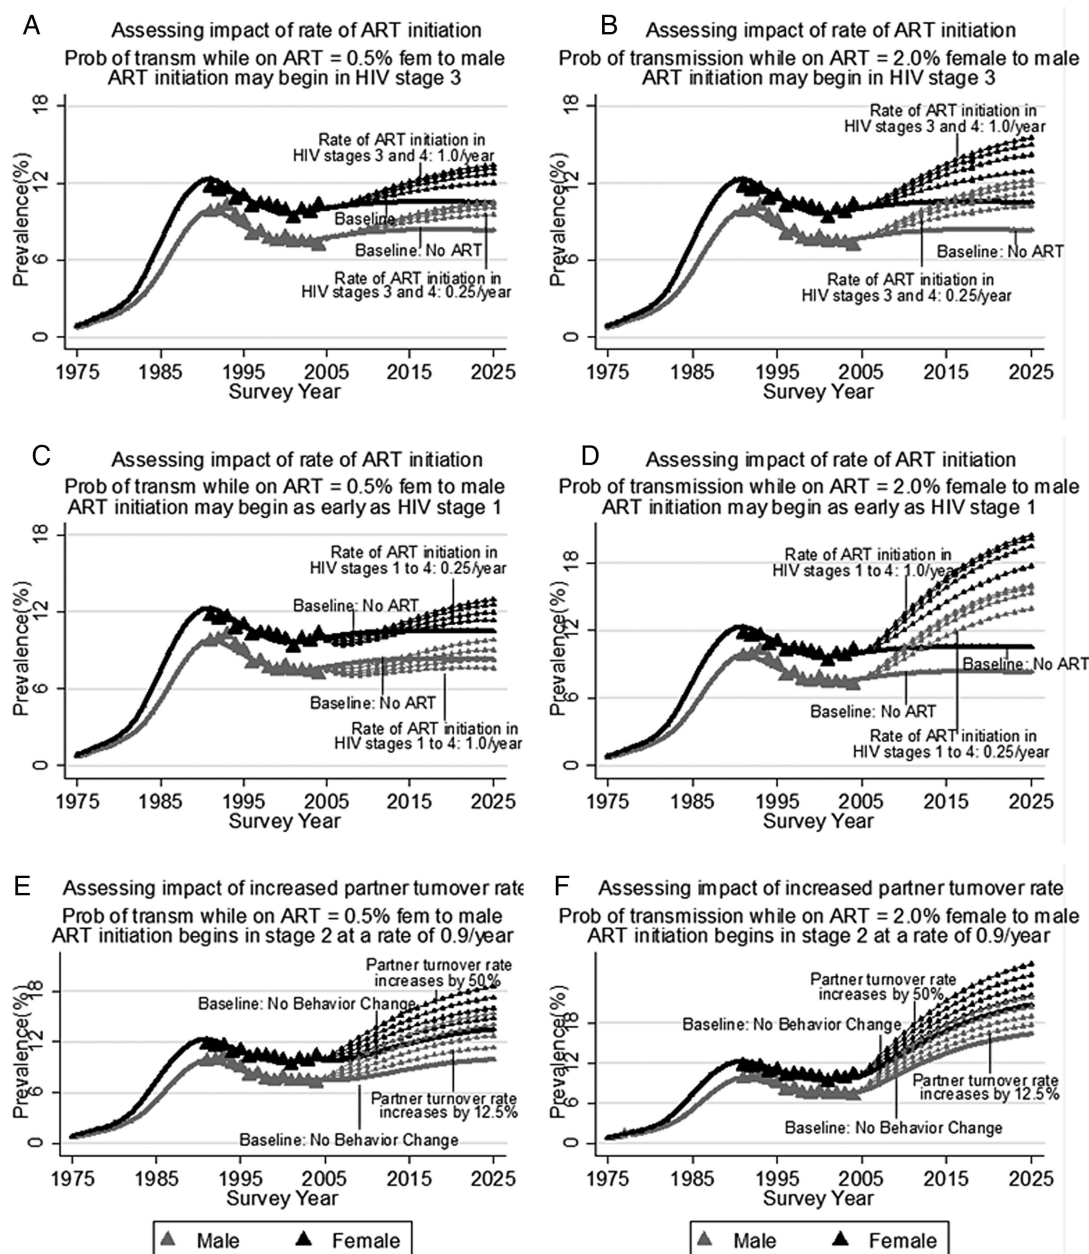 A
Assessing impact of rate of ART initiation
Prob of transm while on ART = 0.5% fem to male
ART initiation may begin in HIV stage 3
Prevalence(%)
18
12
6
0
Rate of ART initiation in
HIV stages 3 and 4: 1.0/year
Baseline
Baseline: No ART
Rate of ART initiation in
HIV stages 3 and 4: 0.25/year
1975 1985 1995 2005 2015 2025
Survey Year
B
Assessing impact of rate of ART initiation
Prob of transmission while on ART = 2.0% female to male
ART initiation may begin in HIV stage 3
Prevalence(%)
18
12
6
0
Rate of ART initiation in
HIV stages 3 and 4: 1.0/year
Baseline: No ART
Rate of ART initiation in
HIV stages 3 and 4: 0.25/year
1975 1985 1995 2005 2015 2025
Survey Year
C
Assessing impact of rate of ART initiation
Prob of transm while on ART = 0.5% fem to male
ART initiation may begin as early as HIV stage 1
Prevalence(%)
18
12
6
0
Rate of ART initiation in
HIV stages 1 to 4: 0.25/year
Baseline: No ART
Baseline: No ART
Rate of ART initiation in
HIV stages 1 to 4: 1.0/year
1975 1985 1995 2005 2015 2025
Survey Year
D
Assessing impact of rate of ART initiation
Prob of transmission while on ART = 2.0% female to male
ART initiation may begin as early as HIV stage 1
Prevalence(%)
18
12
6
0
Rate of ART initiation in
HIV stages 1 to 4: 1.0/year
Baseline: No ART
Baseline: No ART
Rate of ART initiation in
HIV stages 1 to 4: 0.25/year
1975 1985 1995 2005 2015 2025
Survey Year
E
Assessing impact of increased partner turnover rate
Prob of transm while on ART = 0.5% fem to male
ART initiation begins in stage 2 at a rate of 0.9/year
Prevalence(%)
18
12
6
0
Partner turnover rate
increases by 50%
Baseline: No Behavior Change
Partner turnover rate
increases by 12.5%
Baseline: No Behavior Change
1975 1985 1995 2005 2015 2025
Survey Year
Male Female
F
Assessing impact of increased partner turnover rate
Prob of transmission while on ART = 2.0% female to male
ART initiation begins in stage 2 at a rate of 0.9/year
Prevalence(%)
18
12
6
0
Partner turnover rate
increases by 50%
Baseline: No Behavior Change
Partner turnover rate
increases by 12.5%
Baseline: No Behavior Change
1975 1985 1995 2005 2015 2025
Survey Year
Male Female